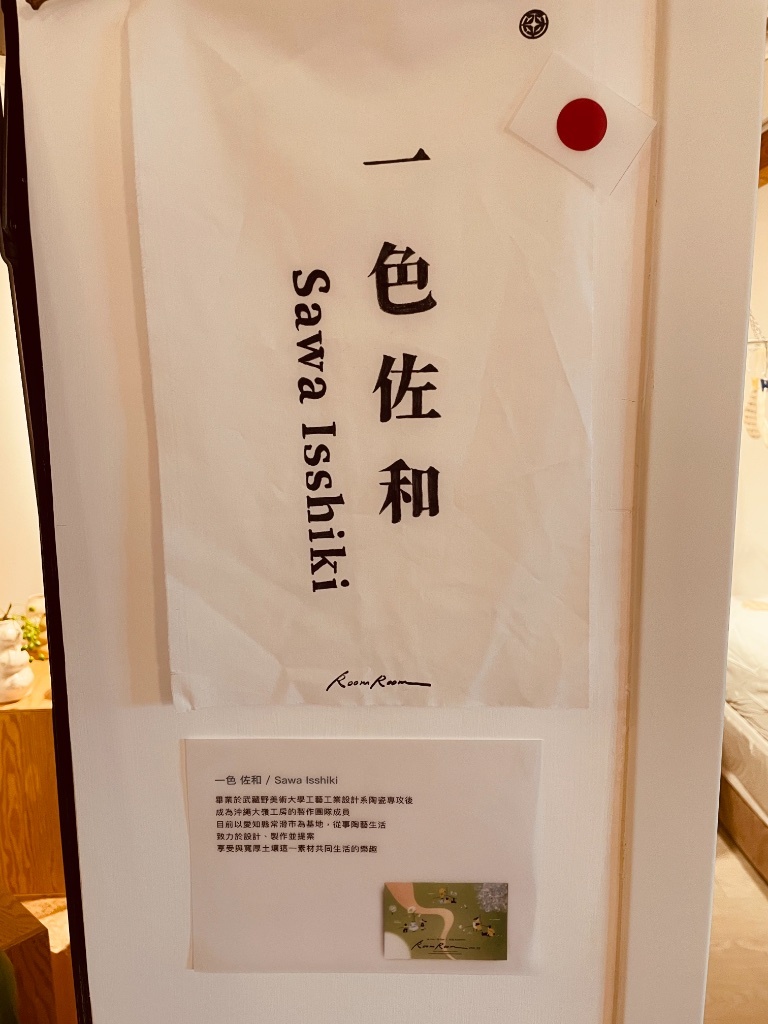 一色佐和
Sawa Isshiki
RoomRoom
一色 佐和 / Sawa Isshiki
畢業於武蔵野美術大學工藝工業設計系陶瓷專攻後
成為沖繩大嶺工房的製作團隊成員
目前以愛知縣常滑市為基地，從事陶藝生活
致力於設計、製作並提案
享受與寬厚土壤這一素材共同生活的樂趣
RoomRoom